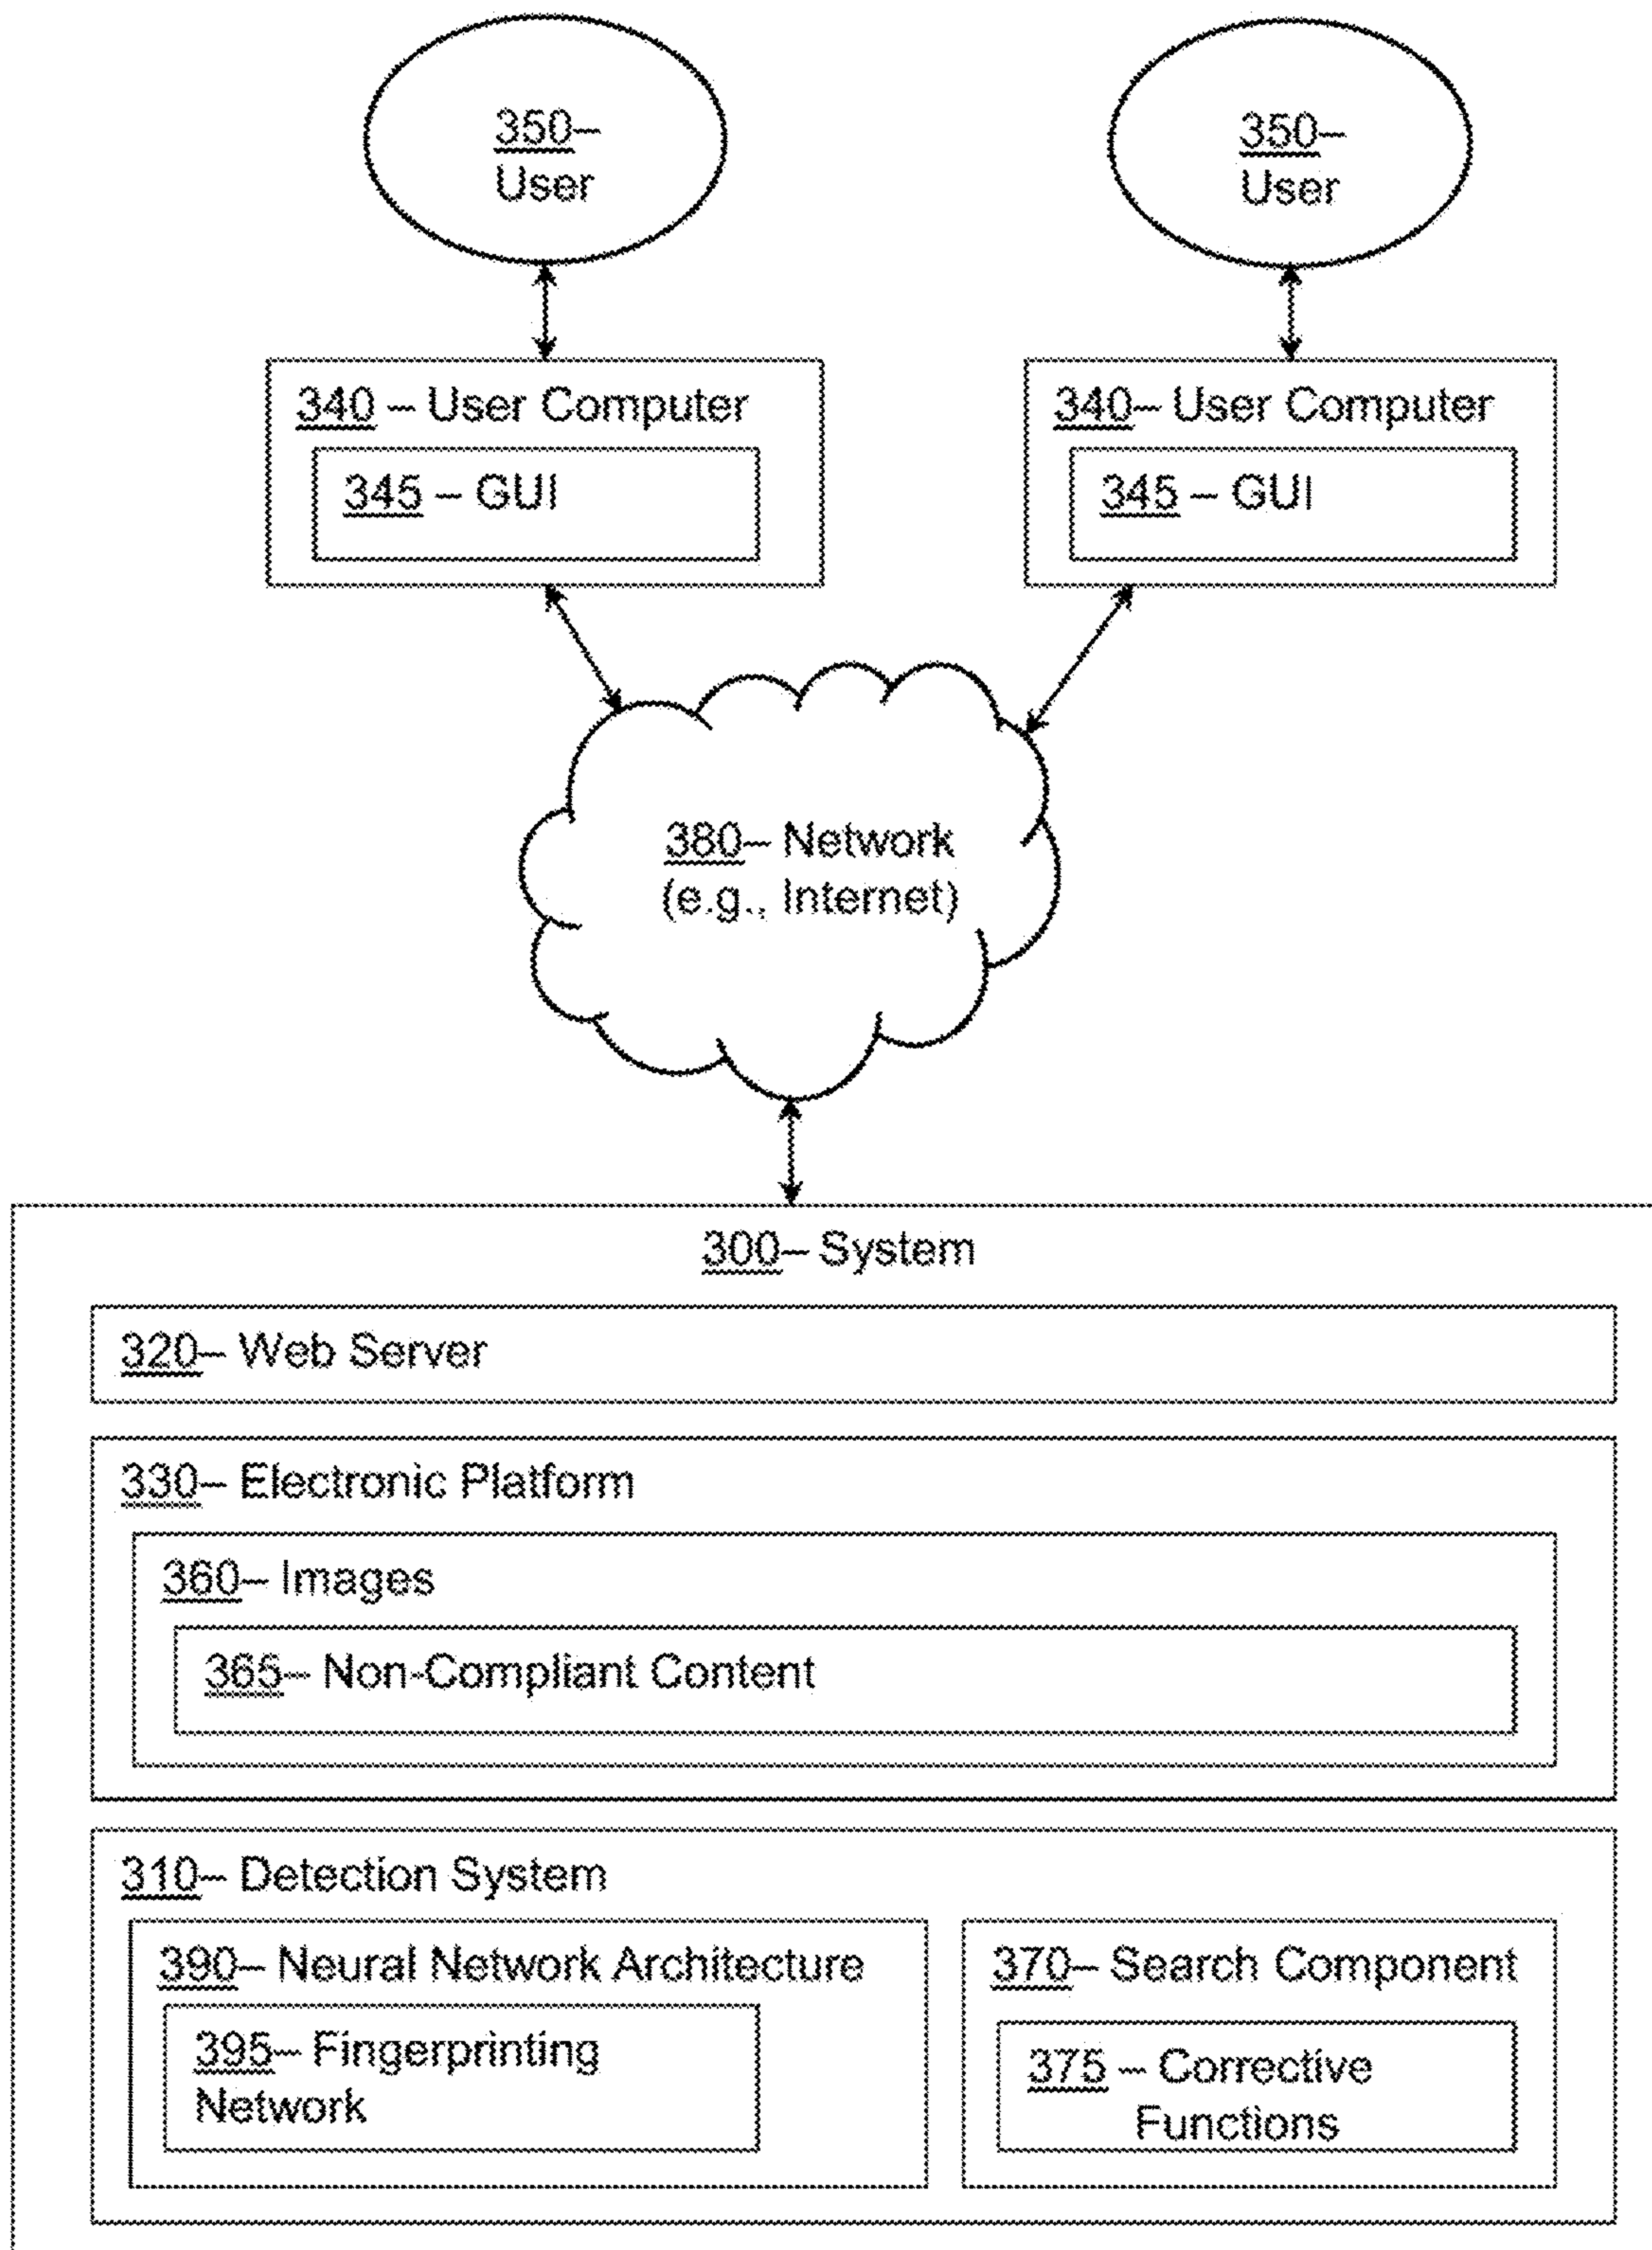 350–
User
350–
User
340 – User Computer
345 – GUI
340– User Computer
345 – GUI
380– Network
(e.g., Internet)
300– System
320– Web Server
330– Electronic Platform
360– Images
365– Non-Compliant Content
310– Detection System
390– Neural Network Architecture
395– Fingerprinting
Network
370– Search Component
375 – Corrective
Functions